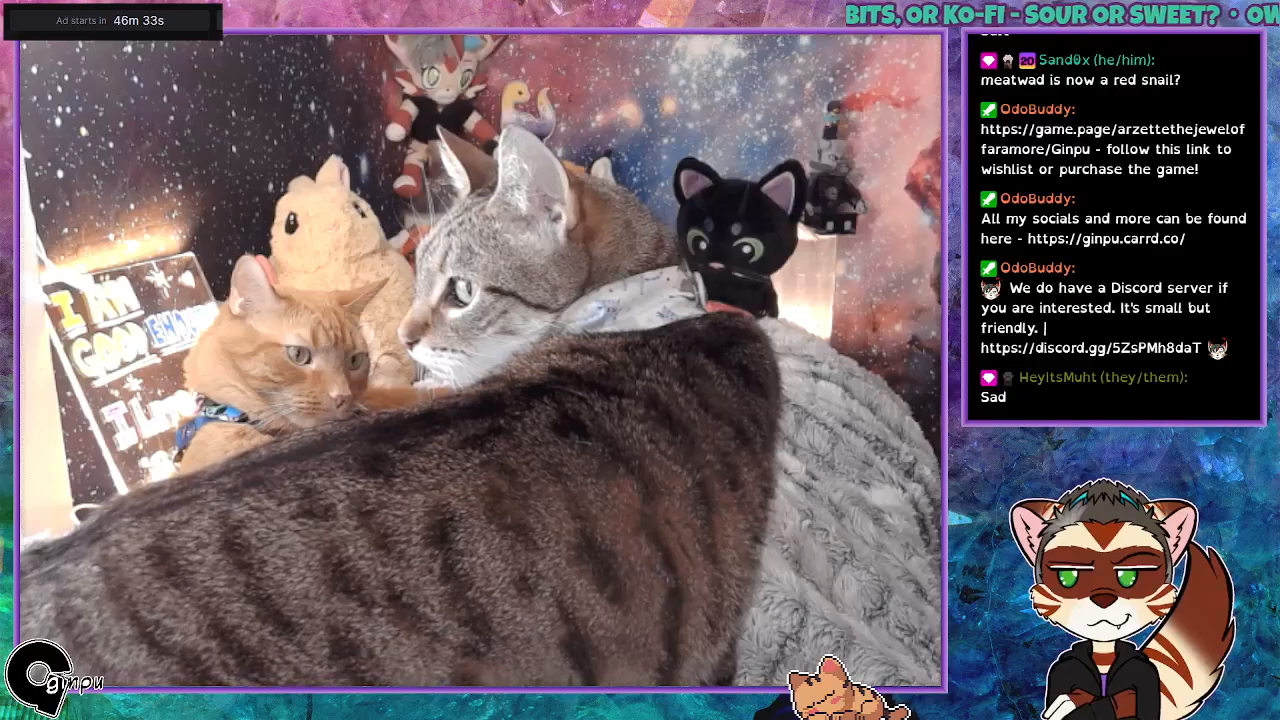 Ad starts in 46m 33s
BITS, OR KO-FI - SOUR OR SWEET? • OW
20 Sand0x (he/him):
meatwad is now a red snail?
OdoBuddy:
https://game.page/arzettethejewelof
faramore/Ginpu - follow this link to
wishlist or purchase the game!
OdoBuddy:
All my socials and more can be found
here - https://ginpu.carrd.co/
OdoBuddy:
We do have a Discord server if
you are interested. It's small but
friendly. |
https://discord.gg/5ZsPMh8daT
HeyItsMuht (they/them):
Sad
I AM
GOOD
ginpu